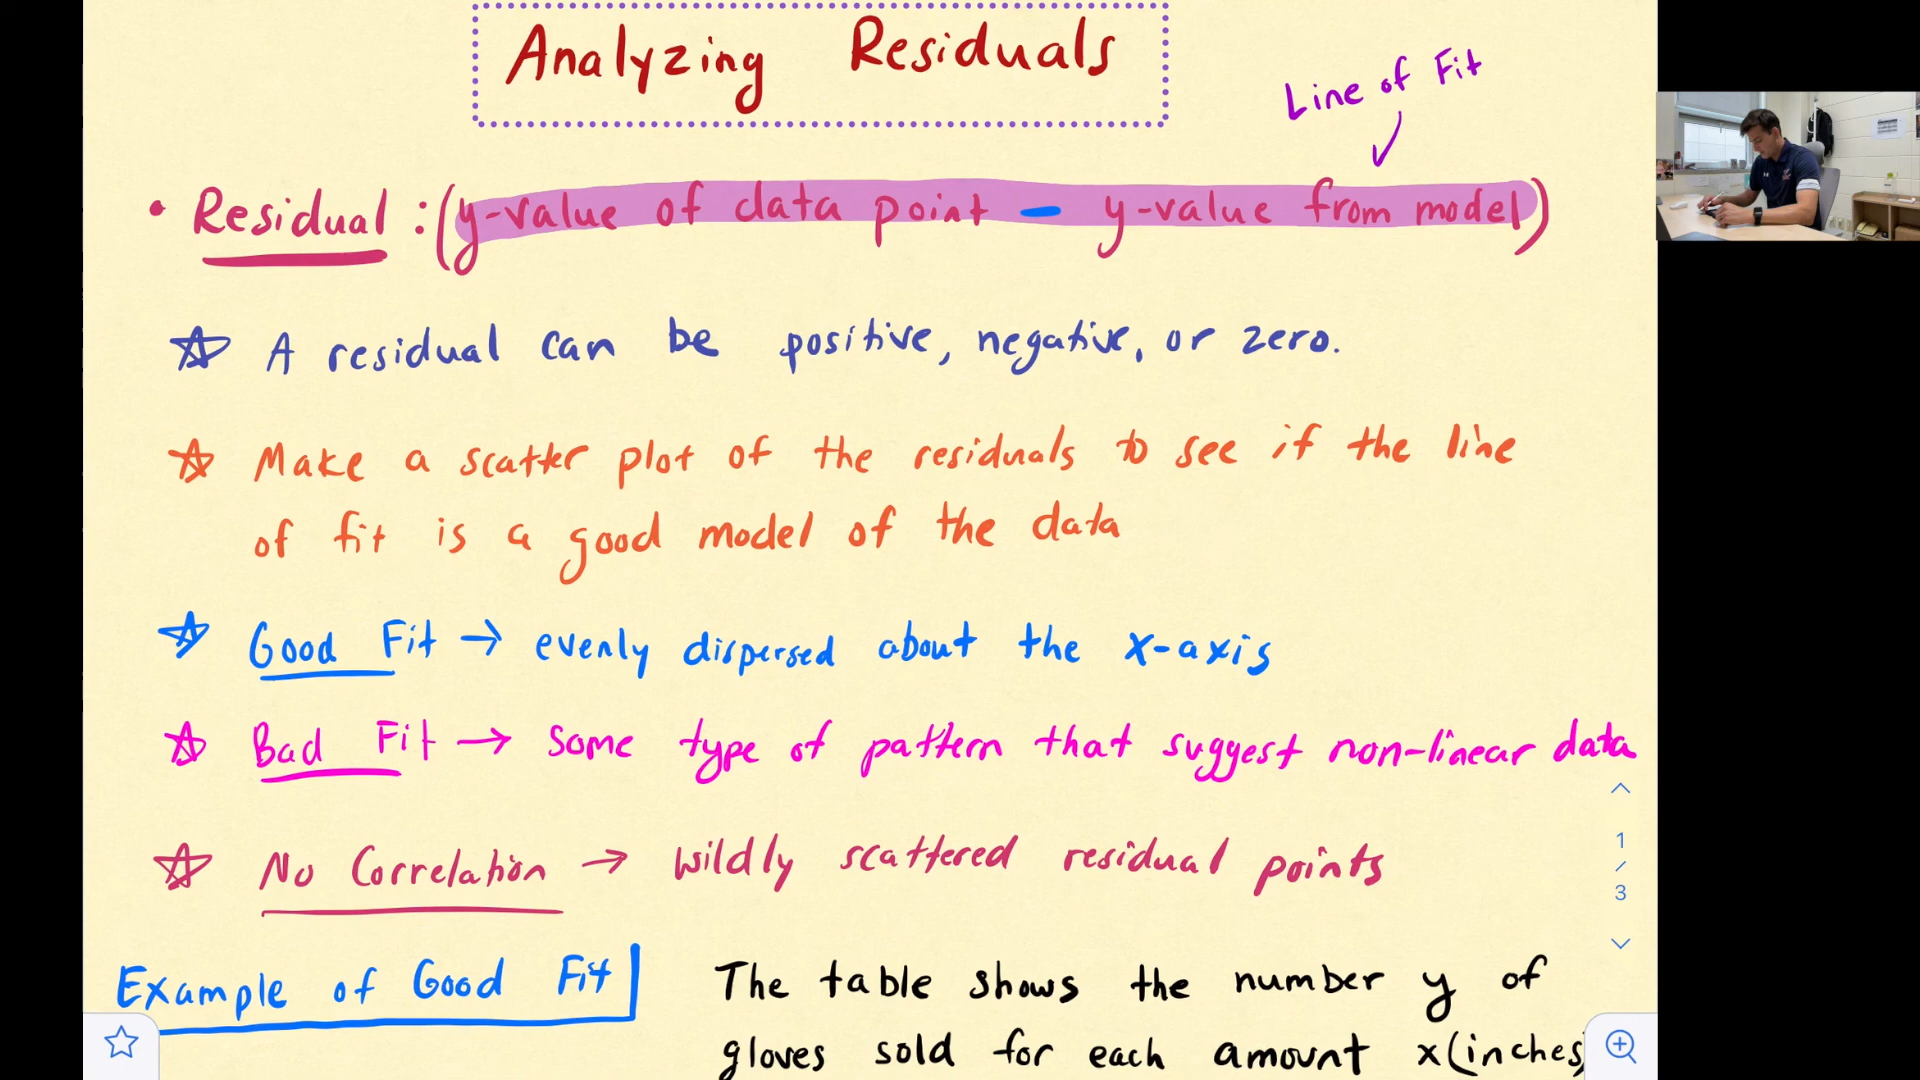 Analyzing Residuals
Line of Fit
• Residual : (y-value of data point - y-value from model)
☆ A residual can be positive, negative, or zero.
☆ Make a scatter plot of the residuals to see if the line
of fit is a good model of the data
☆ Good Fit → evenly dispersed about the x-axis
☆ Bad Fit → some type of pattern that suggest non-linear data
☆ No Correlation → wildly scattered residual points
1
/
3
Example of Good Fit
The table shows the number y of
gloves sold for each amount x(inches)